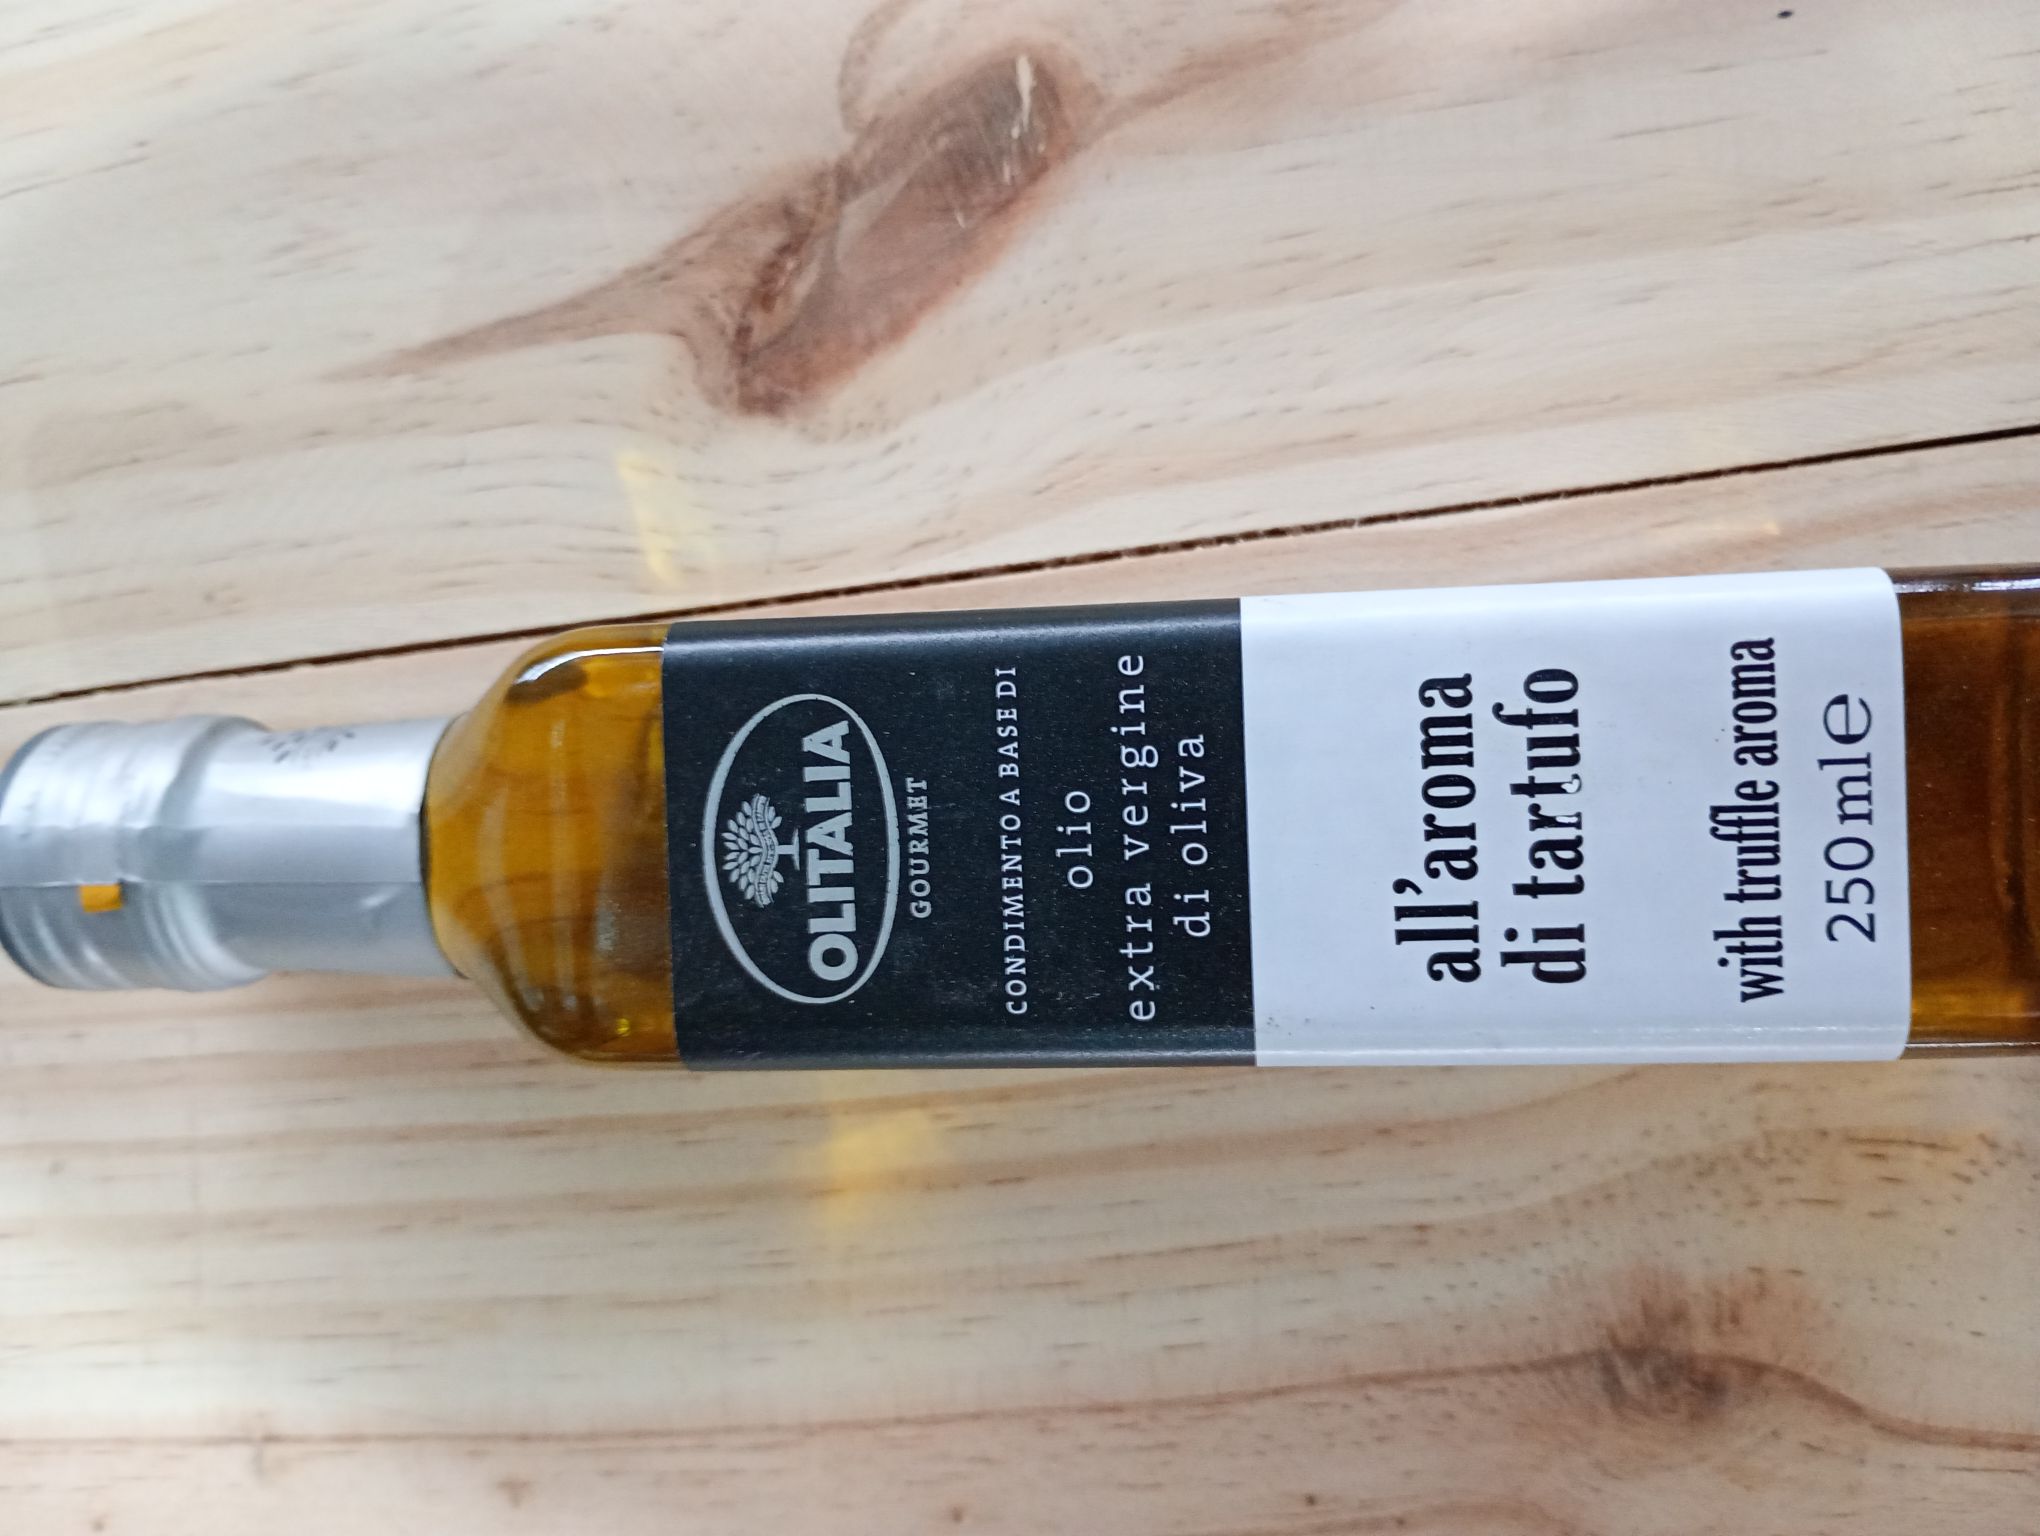 OLITALIA
GOURMET
CONDIMENTO A BASE DI
olio
extra vergine
di oliva
all'aroma
di tartufo
with truffle aroma
250 ml e